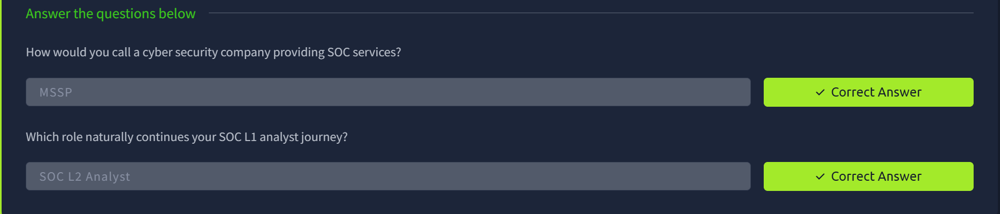 Answer the questions below
How would you call a cyber security company providing SOC services?
MSSP
✓ Correct Answer
Which role naturally continues your SOC L1 analyst journey?
SOC L2 Analyst
✓ Correct Answer